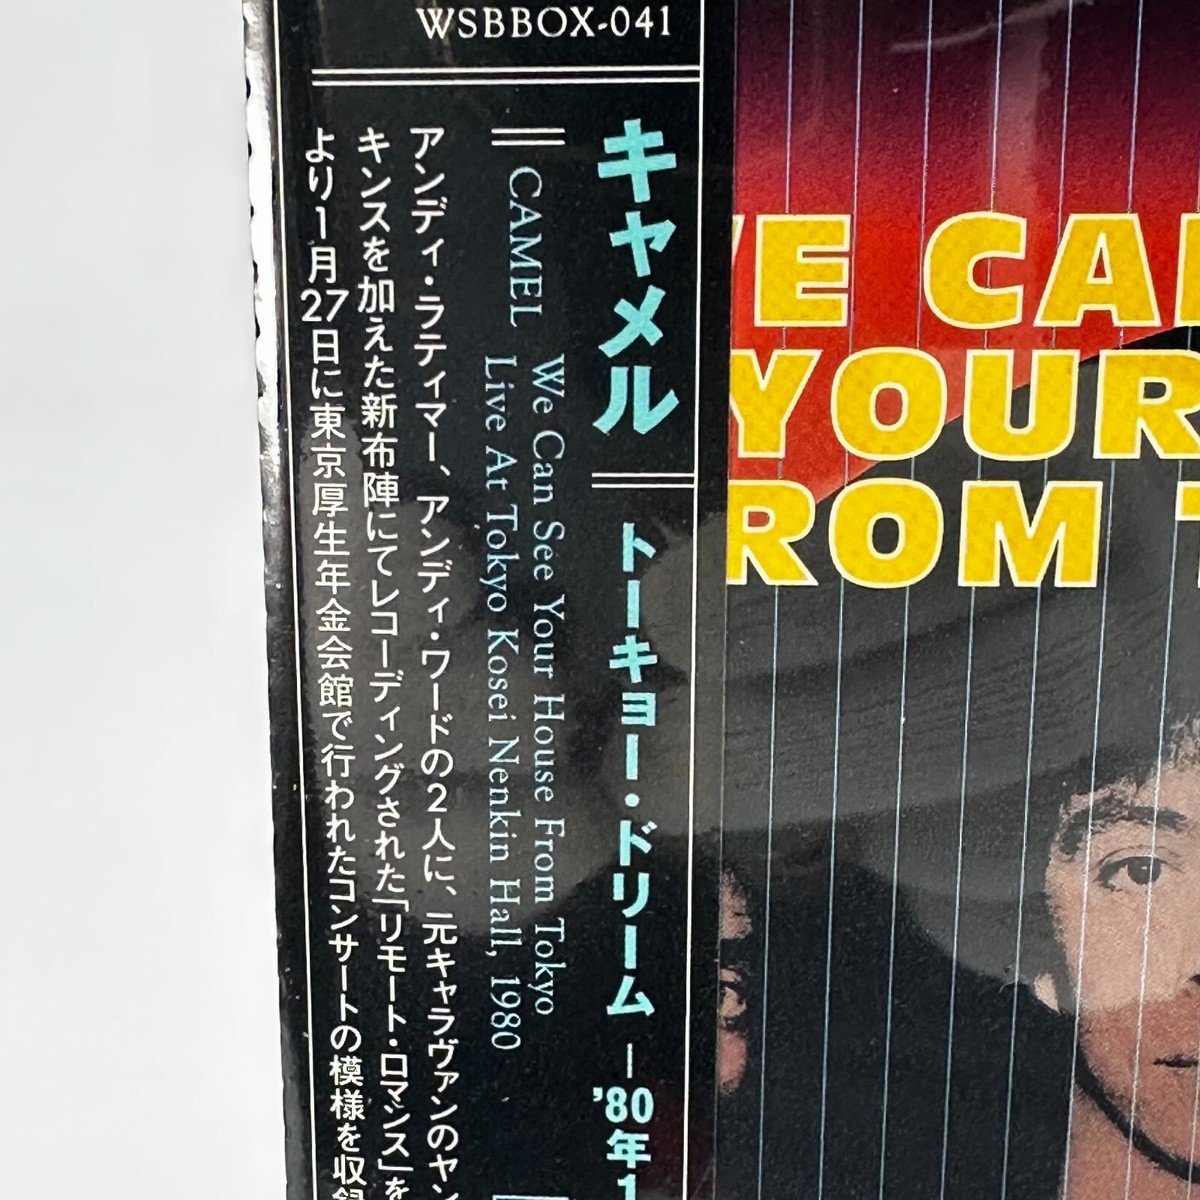 WSBBOX-041
キャメル
トーキョー・ドリーム ー'80年1
CAMEL
We Can See Your House From Tokyo
Live At Tokyo Kosei Nenkin Hall, 1980
アンディ・ラティマー、アンディ・ワードの2人に、元キャラヴァンのヤン
キンスを加えた新布陣にてレコーディングされた「リモート・ロマンス」を
より1月27日に東京厚生年金会館で行われたコンサートの模様を収録
WE CA
YOUR
ROM T